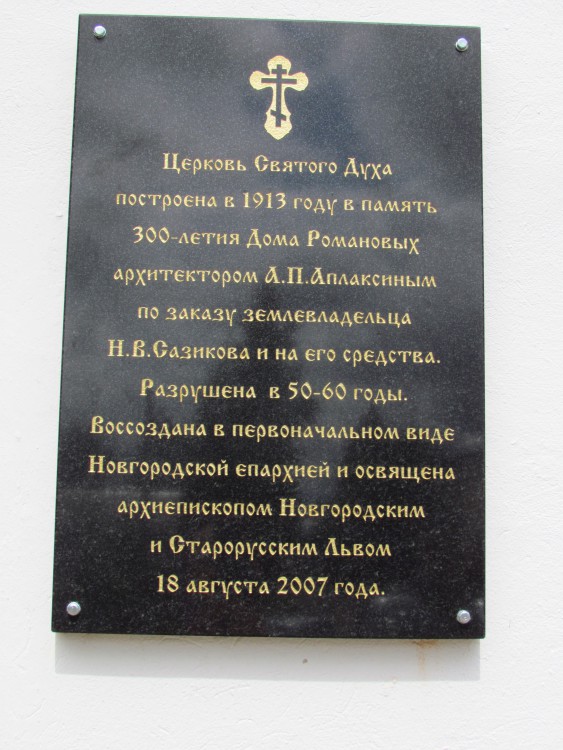 Церковь Святого Духа
построена в 1913 году в память
300-летия Дома Романовых
архитектором А.П.Аплаксиным
по заказу землевладельца
Н.В.Сазикова и на его средства.
Разрушена в 50-60 годы.
Воссоздана в первоначальном виде
Новгородской епархией и освящена
архиепископом Новгородским
и Старорусским Львом
18 августа 2007 года.